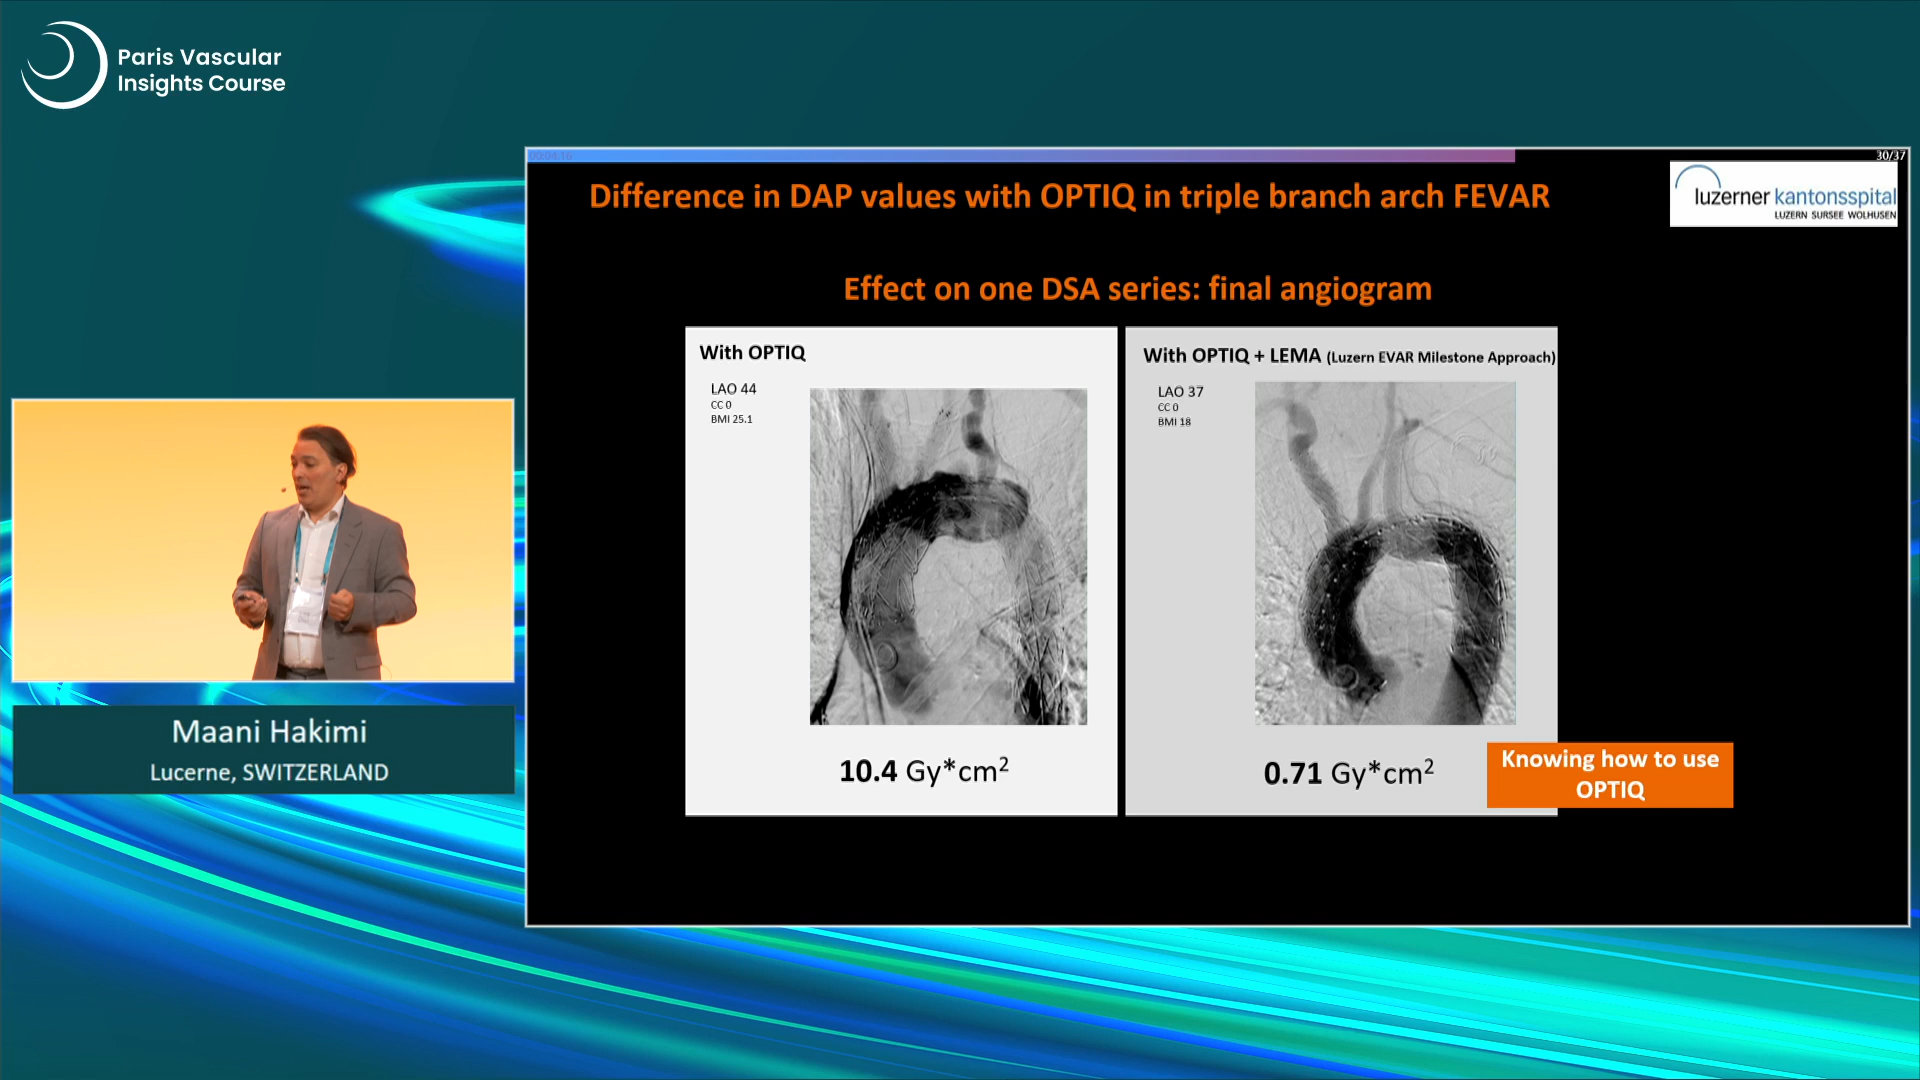 Paris Vascular
Insights Course
30/37
Difference in DAP values with OPTIQ in triple branch arch FEVAR
luzerner kantonsspital
LUZERN SURSEE WOLHUSEN
Effect on one DSA series: final angiogram
With OPTIQ
LAO 44
CC 0
BMI 25.1
10.4 Gy*cm²
With OPTIQ + LEMA (Luzern EVAR Milestone Approach)
LAO 37
CC 0
BMI 18
0.71 Gy*cm²
Knowing how to use
OPTIQ
Maani Hakimi
Lucerne, SWITZERLAND